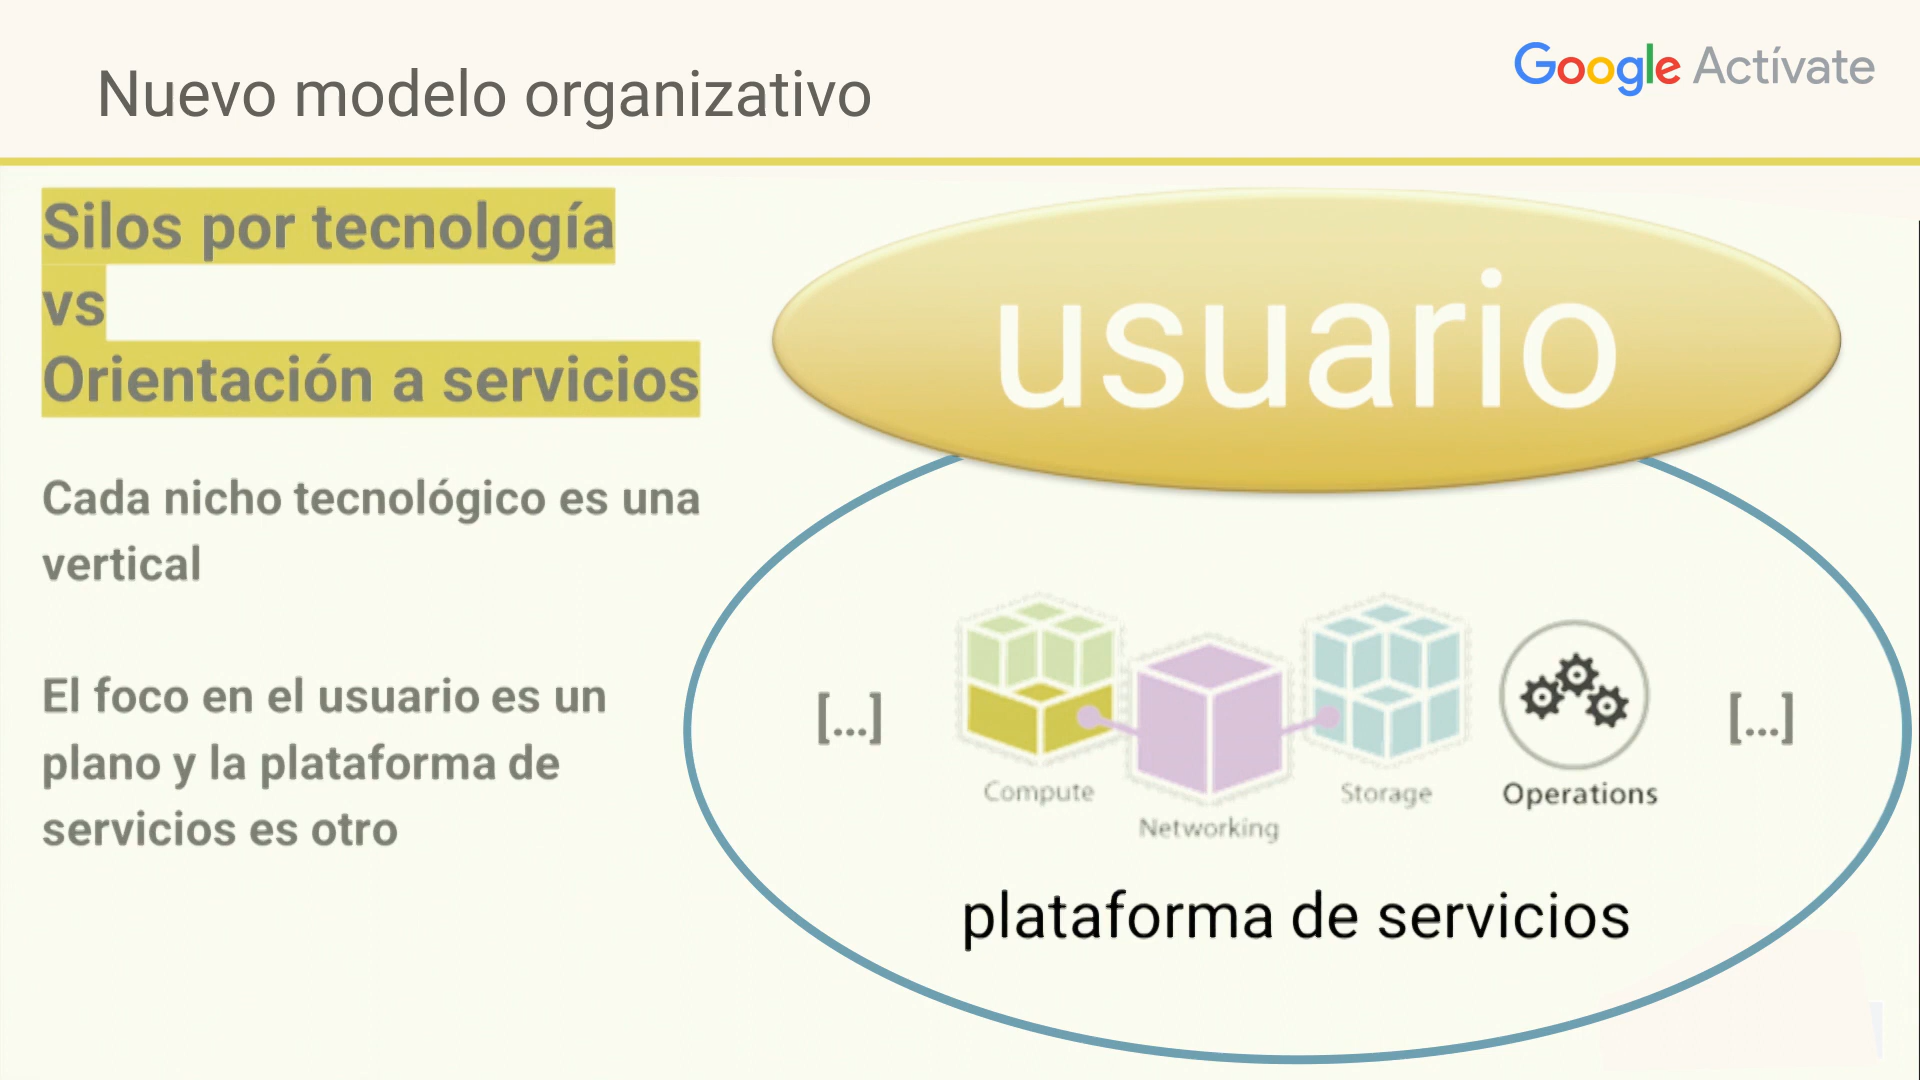 Nuevo modelo organizativo
Google Actívate
Silos por tecnología
vs
Orientación a servicios
Cada nicho tecnológico es una
vertical
El foco en el usuario es un
plano y la plataforma de
servicios es otro
usuario
[...]
Compute
Networking
Storage
Operations
[...]
plataforma de servicios